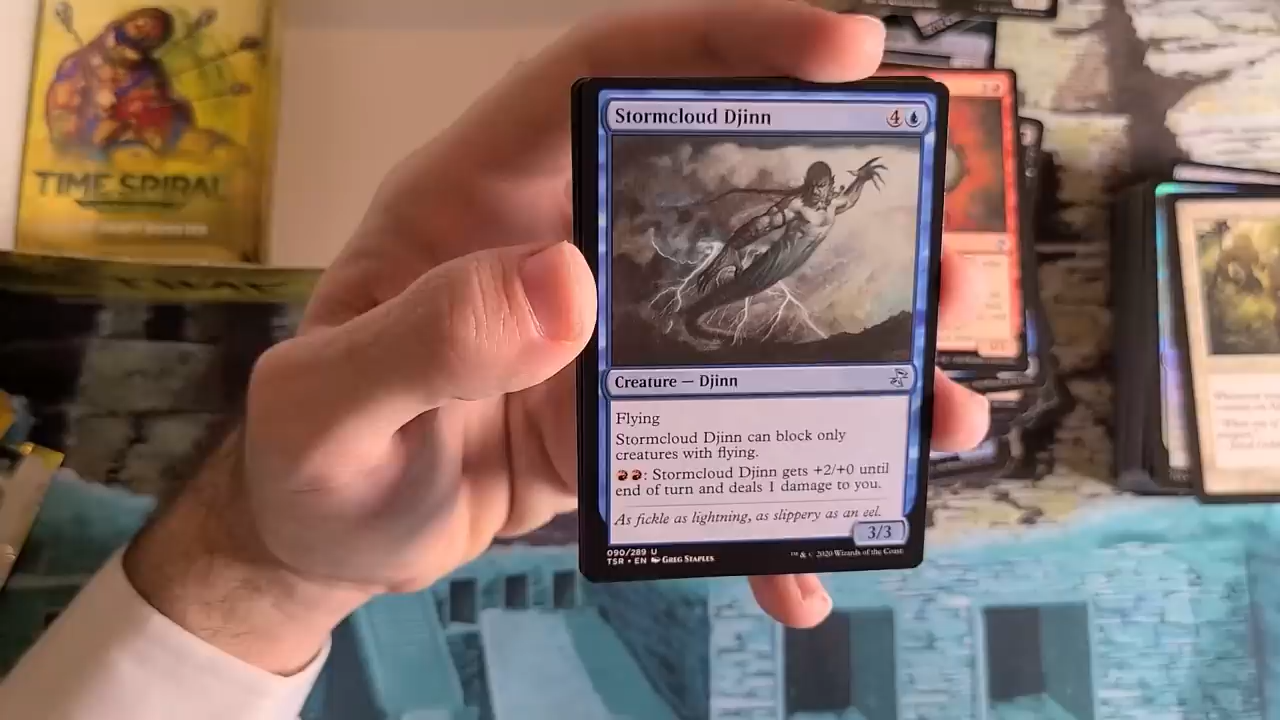 TIME SPIRAL
Stormcloud Djinn 4
Creature — Djinn
Flying
Stormcloud Djinn can block only
creatures with flying.
: Stormcloud Djinn gets +2/+0 until
end of turn and deals 1 damage to you.
As fickle as lightning, as slippery as an eel.
3/3
090/289 U
TSR • EN Greg Staples
™ & © 2020 Wizards of the Coast